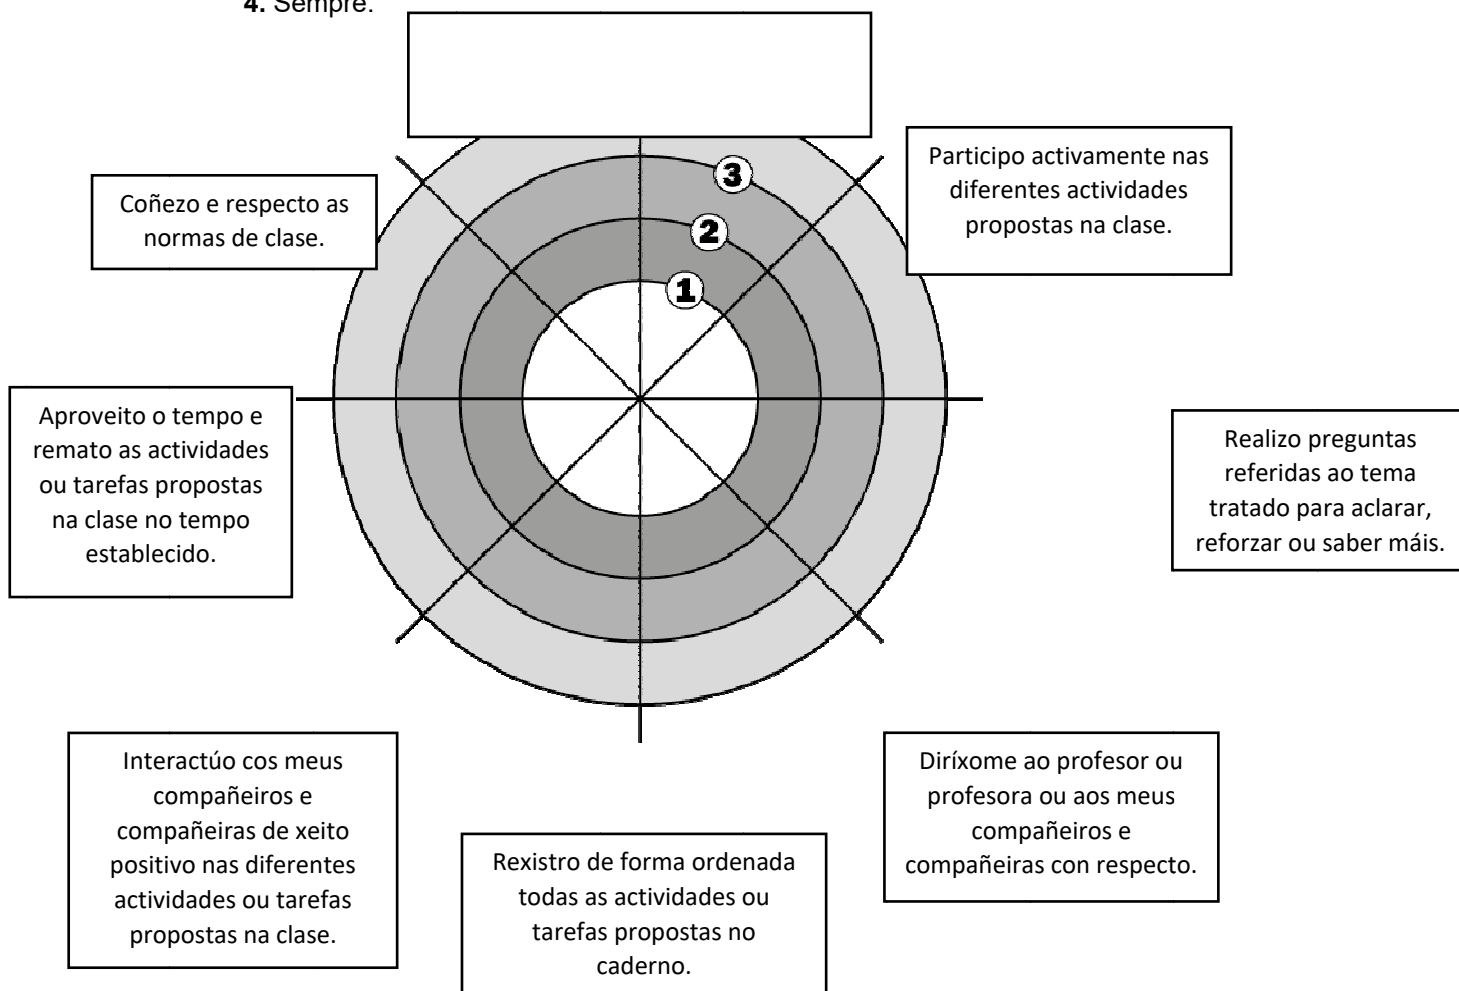 4. Sempre.
Participo activamente nas
diferentes actividades
propostas na clase.
Coñezo e respecto as
normas de clase.
3
2
1
Aproveito o tempo e
remato as actividades
ou tarefas propostas
na clase no tempo
establecido.
Realizo preguntas
referidas ao tema
tratado para aclarar,
reforzar ou saber máis.
Interactúo cos meus
compañeiros e
compañeiras de xeito
positivo nas diferentes
actividades ou tarefas
propostas na clase.
Diríxome ao profesor ou
profesora ou aos meus
compañeiros e
compañeiras con respecto.
Rexistro de forma ordenada
todas as actividades ou
tarefas propostas no
caderno.